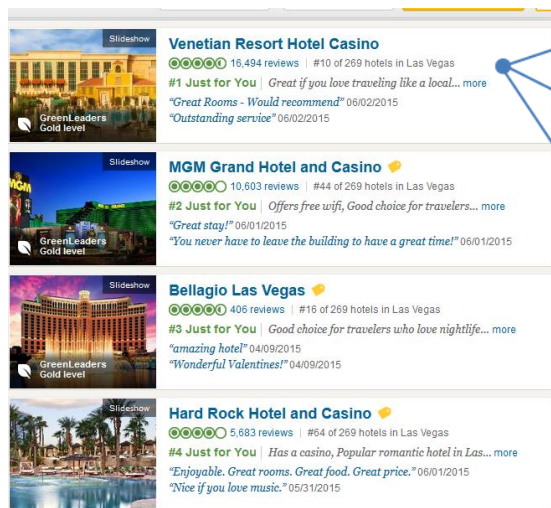 Slideshow
Venetian Resort Hotel Casino
16,494 reviews | #10 of 269 hotels in Las Vegas
#1 Just for You | Great if you love traveling like a local... more
“Great Rooms - Would recommend” 06/02/2015
“Outstanding service” 06/02/2015
GreenLeaders
Gold level
Slideshow
MGM Grand Hotel and Casino
10,603 reviews | #44 of 269 hotels in Las Vegas
#2 Just for You | Offers free wifi, Good choice for travelers... more
“Great stay!” 06/01/2015
“You never have to leave the building to have a great time!” 06/01/2015
MGM
GreenLeaders
Gold level
Slideshow
Bellagio Las Vegas
406 reviews | #16 of 269 hotels in Las Vegas
#3 Just for You | Good choice for travelers who love nightlife... more
“amazing hotel” 04/09/2015
“Wonderful Valentines!” 04/09/2015
GreenLeaders
Gold level
Slideshow
Hard Rock Hotel and Casino
5,683 reviews | #64 of 269 hotels in Las Vegas
#4 Just for You | Has a casino, Popular romantic hotel in Las... more
“Enjoyable. Great rooms. Great food. Great price.” 06/01/2015
“Nice if you love music.” 05/31/2015